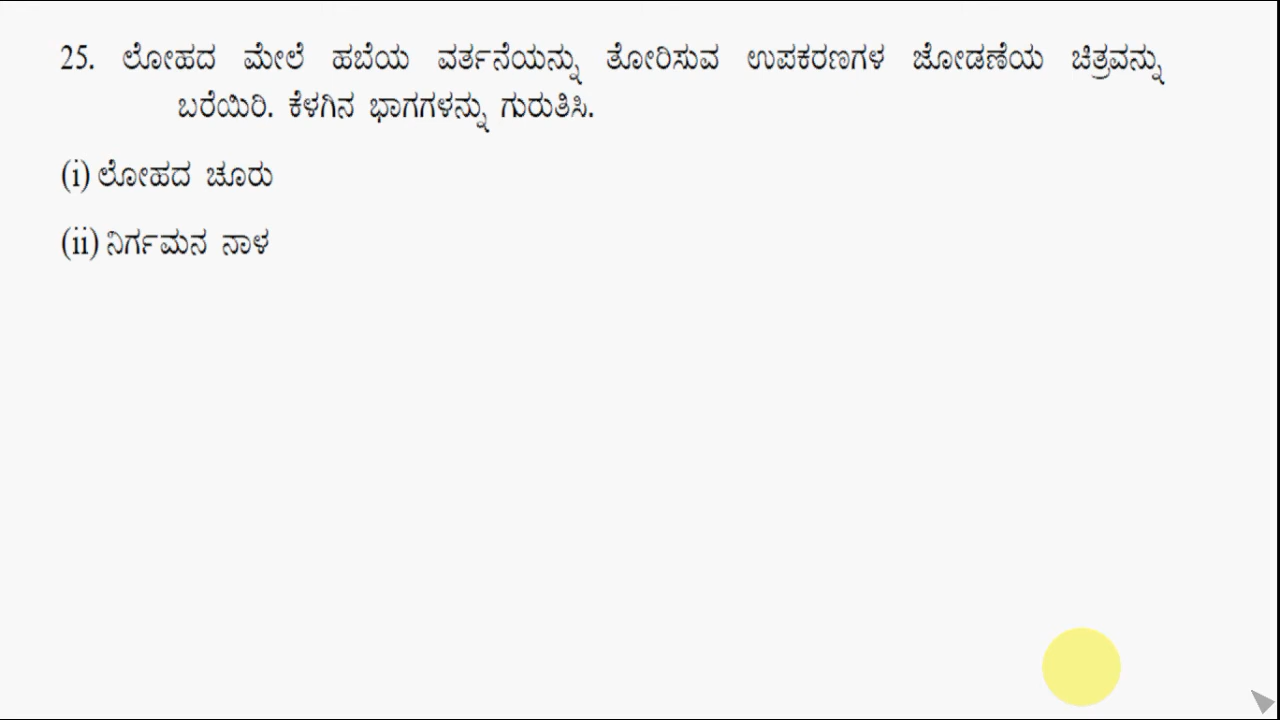 25. ಲೋಹದ ಮೇಲೆ ಹಬೆಯ ವರ್ತನೆಯನ್ನು ತೋರಿಸುವ ಉಪಕರಣಗಳ ಜೋಡಣೆಯ ಚಿತ್ರವನ್ನು
ಬರೆಯಿರಿ. ಕೆಳಗಿನ ಭಾಗಗಳನ್ನು ಗುರುತಿಸಿ.
(i) ಲೋಹದ ಚೂರು
(ii) ನಿರ್ಗಮನ ನಾಳ